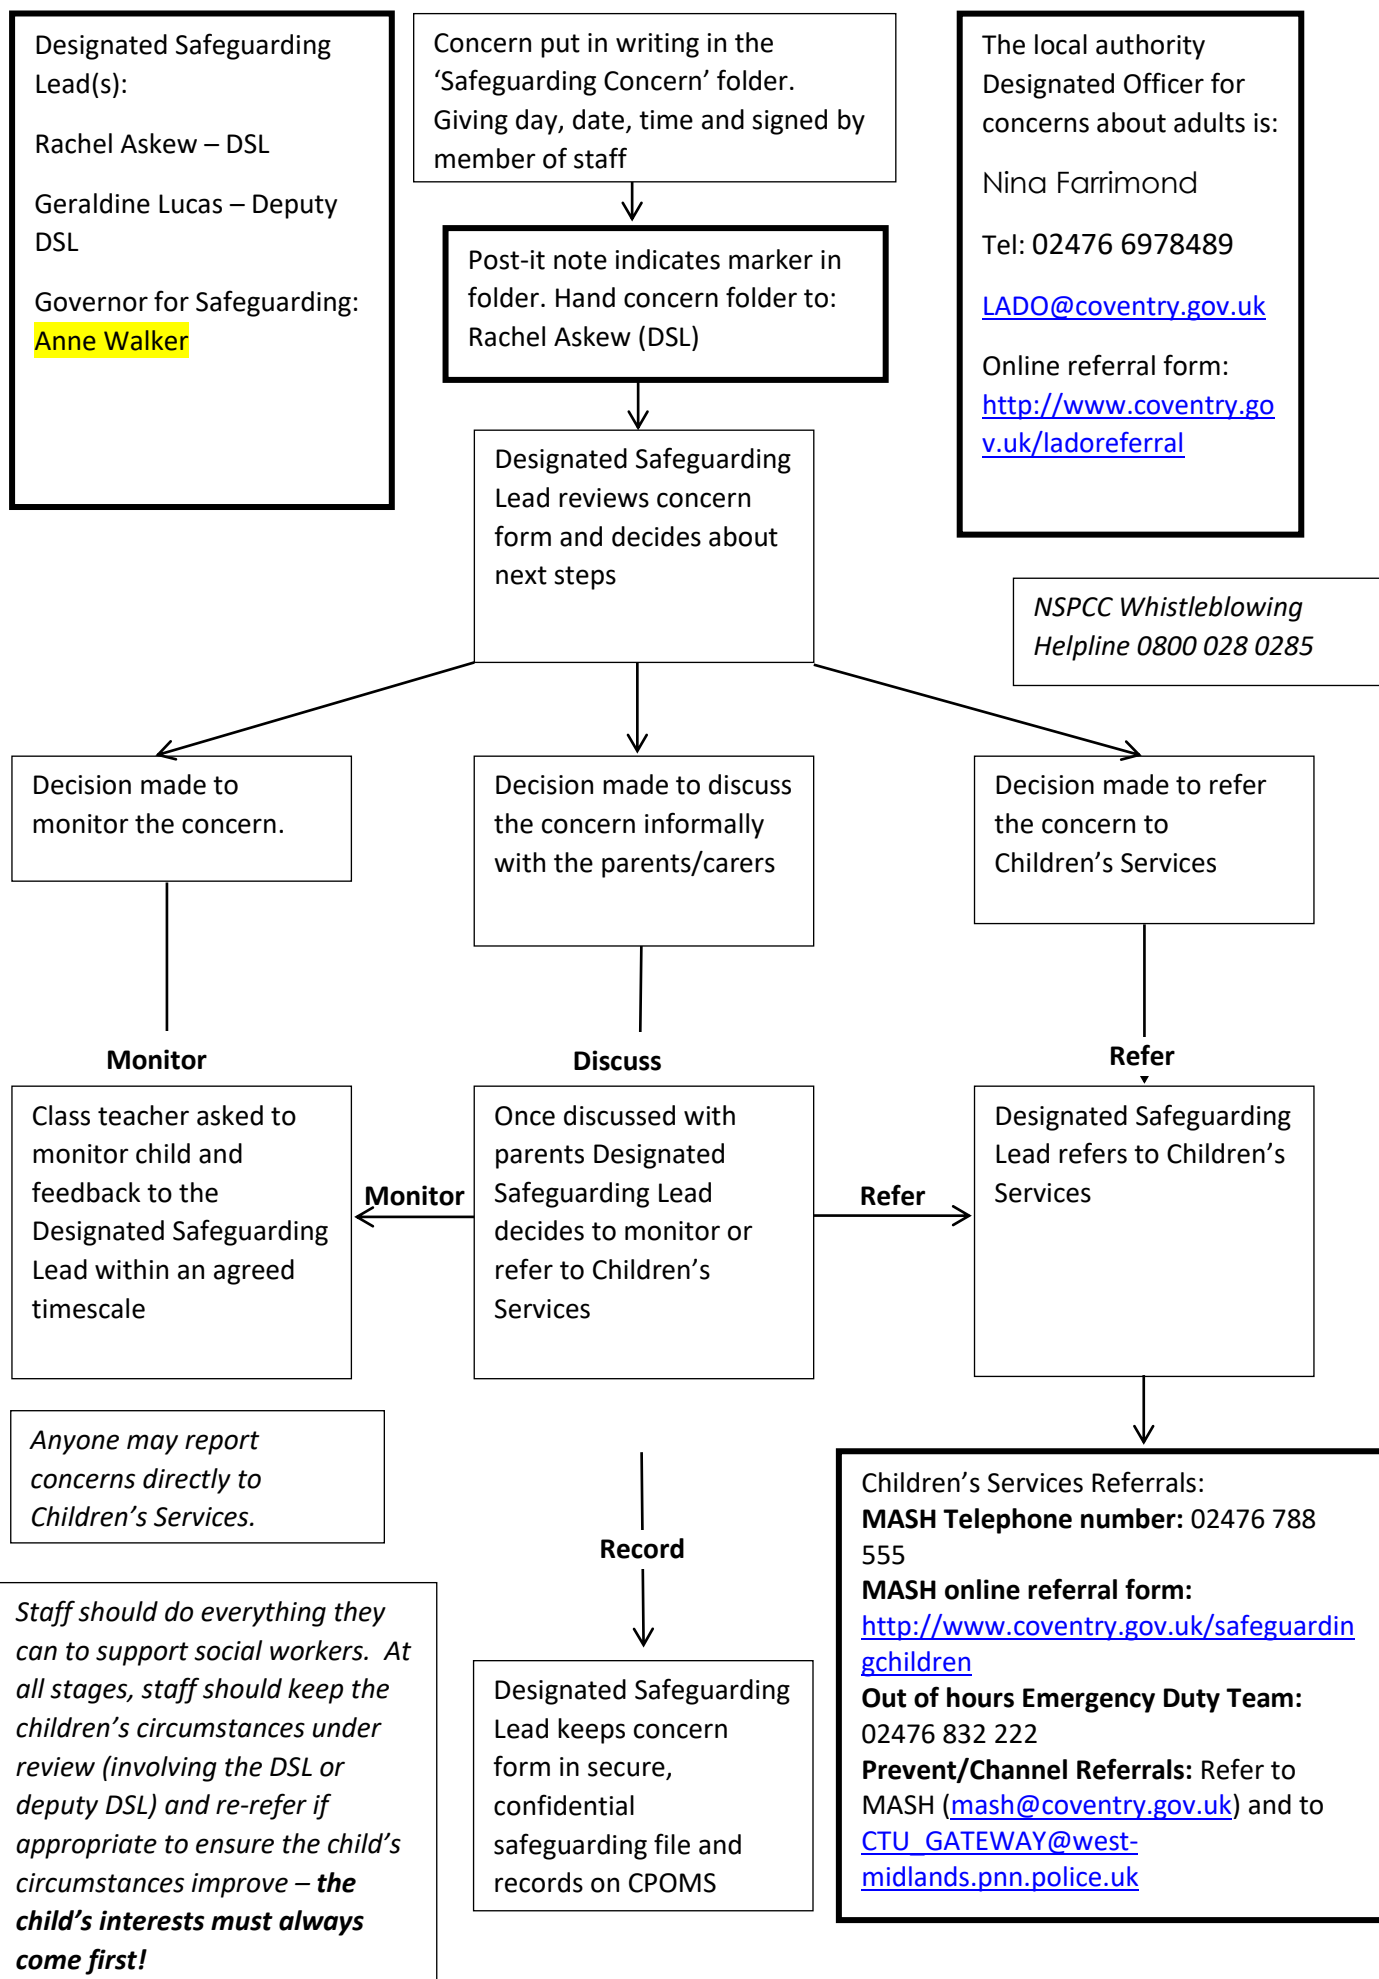 Designated Safeguarding
Lead(s):
Rachel Askew – DSL
Geraldine Lucas – Deputy
DSL
Governor for Safeguarding:
Anne Walker
Concern put in writing in the
‘Safeguarding Concern’ folder.
Giving day, date, time and signed by
member of staff
Post-it note indicates marker in
folder. Hand concern folder to:
Rachel Askew (DSL)
Designated Safeguarding
Lead reviews concern
form and decides about
next steps
The local authority
Designated Officer for
concerns about adults is:
Nina Farrimond
Tel: 02476 6978489
LADO@coventry.gov.uk
Online referral form:
http://www.coventry.go
v.uk/ladoreferral
NSPCC Whistleblowing
Helpline 0800 028 0285
Decision made to
monitor the concern.
Decision made to discuss
the concern informally
with the parents/carers
Decision made to refer
the concern to
Children’s Services
Monitor
Discuss
Refer
Class teacher asked to
monitor child and
feedback to the
Designated Safeguarding
Lead within an agreed
timescale
Monitor
Once discussed with
parents Designated
Safeguarding Lead
decides to monitor or
refer to Children’s
Services
Refer
Designated Safeguarding
Lead refers to Children’s
Services
Anyone may report
concerns directly to
Children’s Services.
Staff should do everything they
can to support social workers.  At
all stages, staff should keep the
children’s circumstances under
review (involving the DSL or
deputy DSL) and re-refer if
appropriate to ensure the child’s
circumstances improve – the
child’s interests must always
come first!
Record
Designated Safeguarding
Lead keeps concern
form in secure,
confidential
safeguarding file and
records on CPOMS
Children’s Services Referrals:
MASH Telephone number: 02476 788
555
MASH online referral form:
http://www.coventry.gov.uk/safeguardin
gchildren
Out of hours Emergency Duty Team:
02476 832 222
Prevent/Channel Referrals: Refer to
MASH (mash@coventry.gov.uk) and to
CTU_GATEWAY@west-
midlands.pnn.police.uk